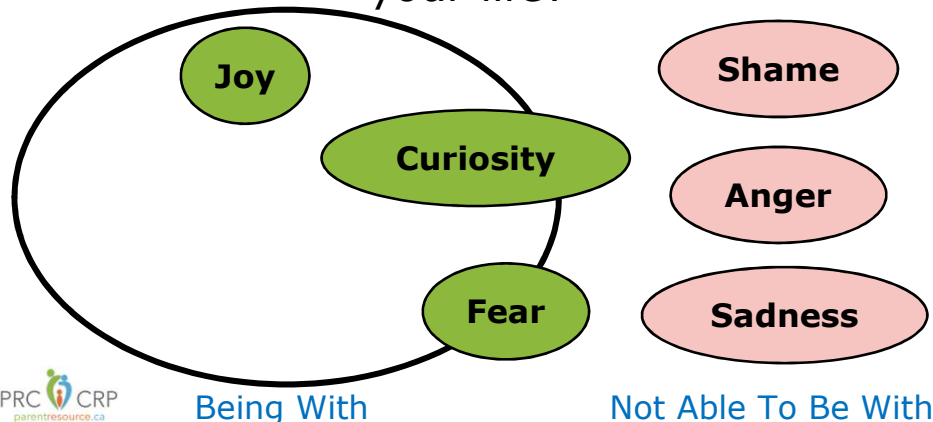 Joy
Shame
Curiosity
Anger
Fear
Sadness
PRC CRP
parentresource.ca
Being With
Not Able To Be With